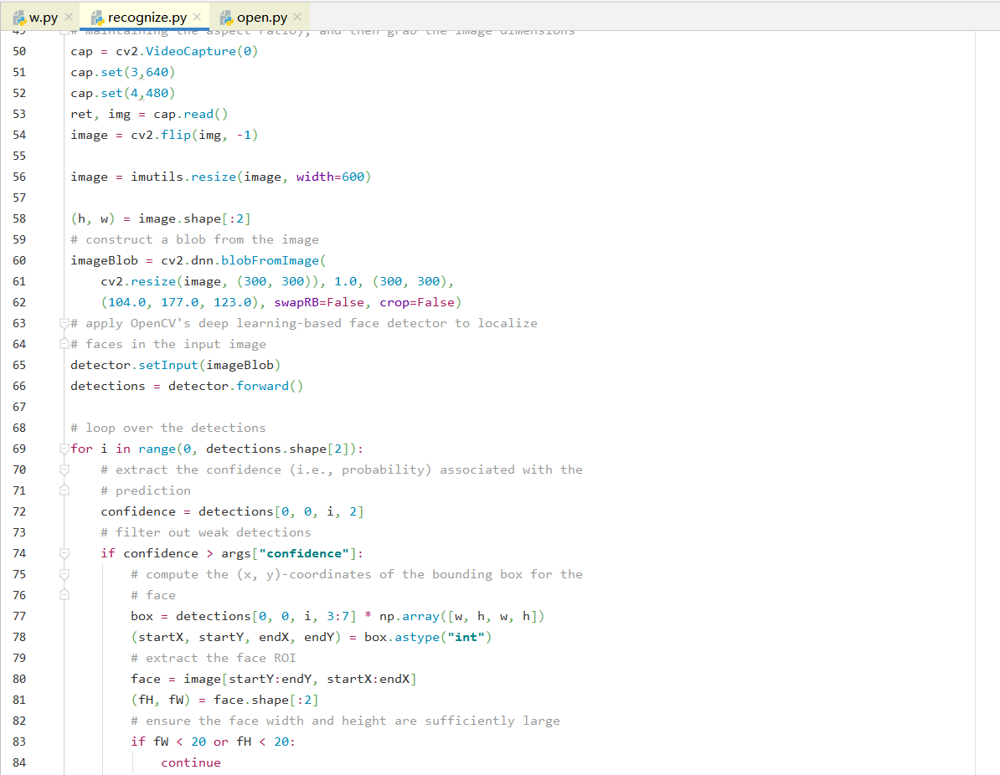 w.py recognize.py open.py
49 # maintaining the aspect ratio), and then grab the image dimensions
50 cap = cv2.VideoCapture(0)
51 cap.set(3,640)
52 cap.set(4,480)
53 ret, img = cap.read()
54 image = cv2.flip(img, -1)
55
56 image = imutils.resize(image, width=600)
57
58 (h, w) = image.shape[:2]
59 # construct a blob from the image
60 imageBlob = cv2.dnn.blobFromImage(
61     cv2.resize(image, (300, 300)), 1.0, (300, 300),
62     (104.0, 177.0, 123.0), swapRB=False, crop=False)
63 # apply OpenCV's deep learning-based face detector to localize
64 # faces in the input image
65 detector.setInput(imageBlob)
66 detections = detector.forward()
67
68 # loop over the detections
69 for i in range(0, detections.shape[2]):
70     # extract the confidence (i.e., probability) associated with the
71     # prediction
72     confidence = detections[0, 0, i, 2]
73     # filter out weak detections
74     if confidence > args["confidence"]:
75         # compute the (x, y)-coordinates of the bounding box for the
76         # face
77         box = detections[0, 0, i, 3:7] * np.array([w, h, w, h])
78         (startX, startY, endX, endY) = box.astype("int")
79         # extract the face ROI
80         face = image[startY:endY, startX:endX]
81         (fH, fW) = face.shape[:2]
82         # ensure the face width and height are sufficiently large
83         if fW < 20 or fH < 20:
84             continue